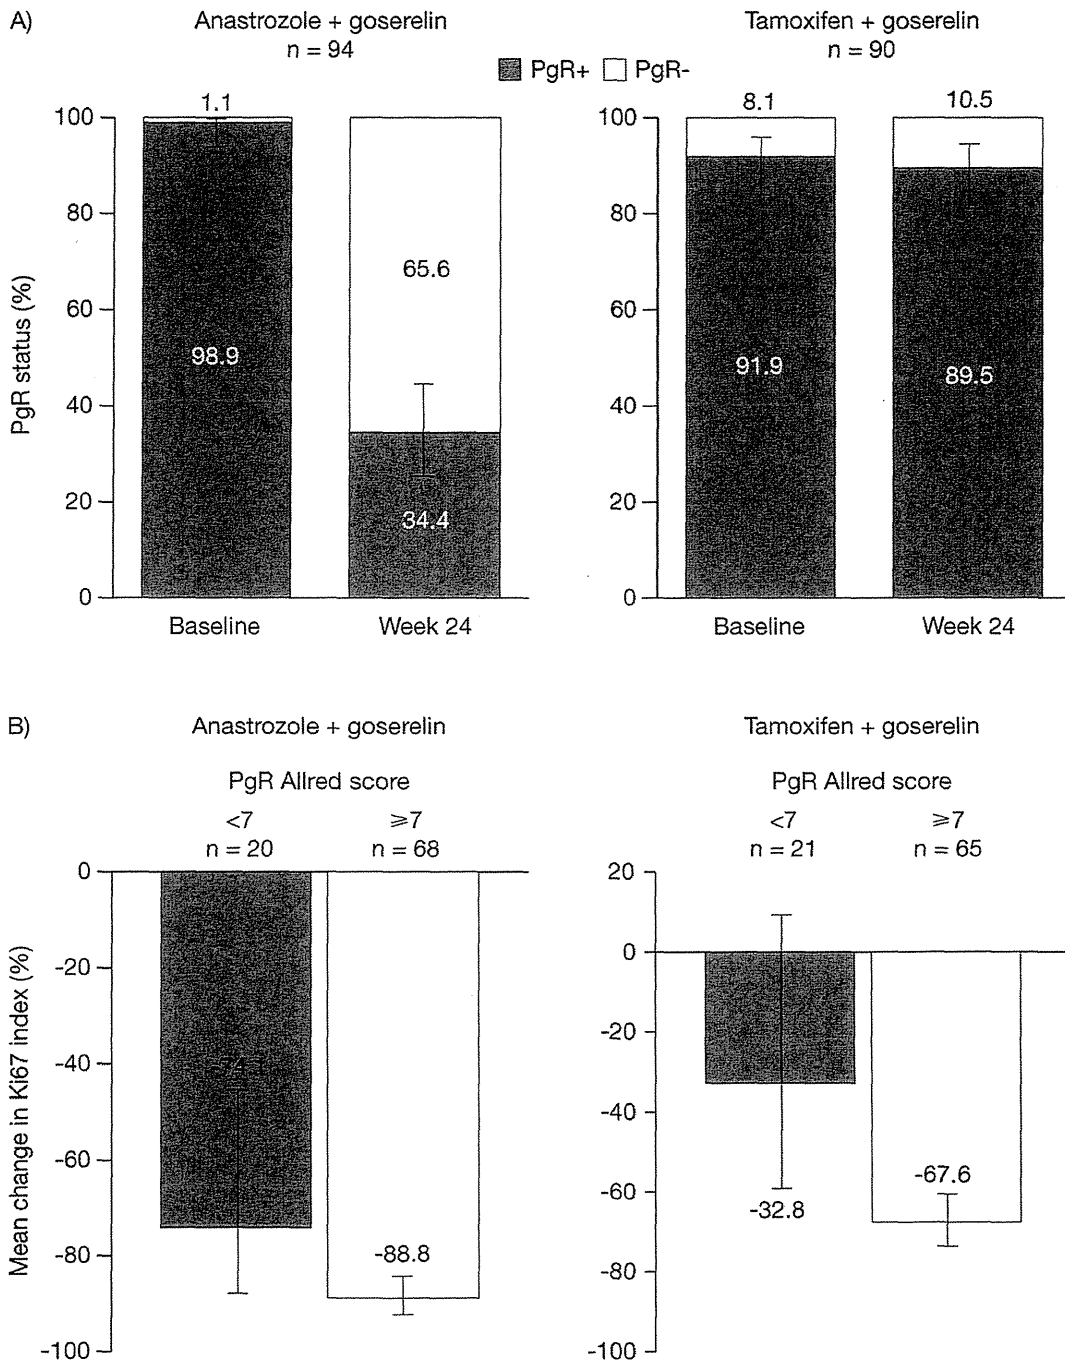 A)
Anastrozole + goserelin
n = 94
Tamoxifen + goserelin
n = 90
PgR+ PgR-
PgR status (%)
100
80
60
40
20
0
1.1
98.9
65.6
34.4
Baseline
Week 24
100
80
60
40
20
0
8.1
91.9
10.5
89.5
Baseline
Week 24
B)
Anastrozole + goserelin
PgR Allred score
<7
n = 20
⩾7
n = 68
Mean change in Ki67 index (%)
0
-20
-40
-60
-80
-100
-88.8
Tamoxifen + goserelin
PgR Allred score
<7
n = 21
⩾7
n = 65
20
0
-20
-40
-60
-80
-100
-32.8
-67.6